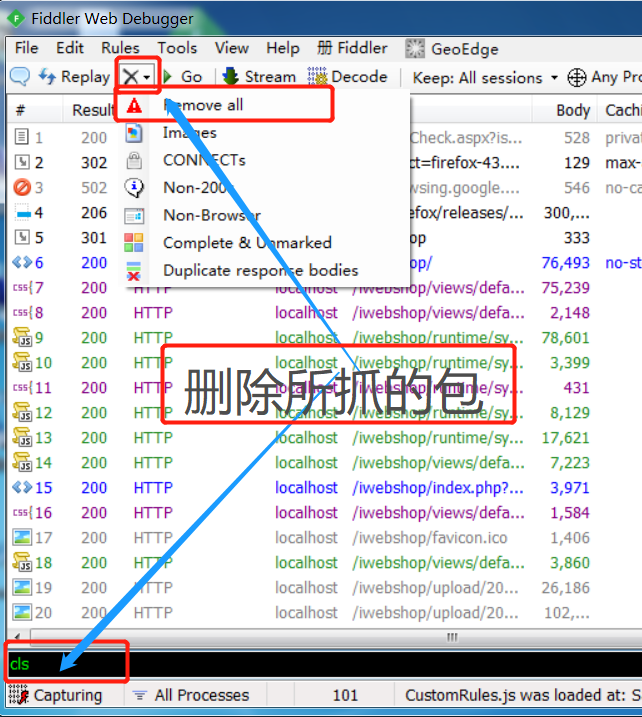 Fiddler Web Debugger
File Edit Rules Tools View Help 册 Fiddler GeoEdge
Replay Go Stream Decode Keep: All sessions Any Pro
# Result Body Cachi
Remove all
Images
CONNECTs
Non-200s
Non-Browser
Complete & Unmarked
Duplicate response bodies
1 200 Check.aspx?is... 528 private
2 302 ct=firefox-43.... 129 max-
3 502 wsing.google.... 546 no-ca
4 206 efox/releases/... 300,...
5 301 op 333
6 200 op/ 76,493 no-st
7 200 HTTP localhost /iwebshop/views/defa... 75,239
8 200 HTTP localhost /iwebshop/views/defa... 2,148
9 200 HTTP localhost /iwebshop/runtime/sy... 78,601
10 200 HTTP localhost /iwebshop/runtime/sy... 3,399
删除所抓的包
11 200 HTTP localhost /iwebshop/runtime/sy... 431
12 200 HTTP localhost /iwebshop/runtime/sy... 8,129
13 200 HTTP localhost /iwebshop/runtime/sy... 17,621
14 200 HTTP localhost /iwebshop/views/defa... 7,223
15 200 HTTP localhost /iwebshop/index.php?... 3,971
16 200 HTTP localhost /iwebshop/views/defa... 1,584
17 200 HTTP localhost /iwebshop/favicon.ico 1,406
18 200 HTTP localhost /iwebshop/views/defa... 3,860
19 200 HTTP localhost /iwebshop/upload/20... 26,186
20 200 HTTP localhost /iwebshop/upload/20... 102,...
cls
Capturing All Processes 101 CustomRules.js was loaded at: S